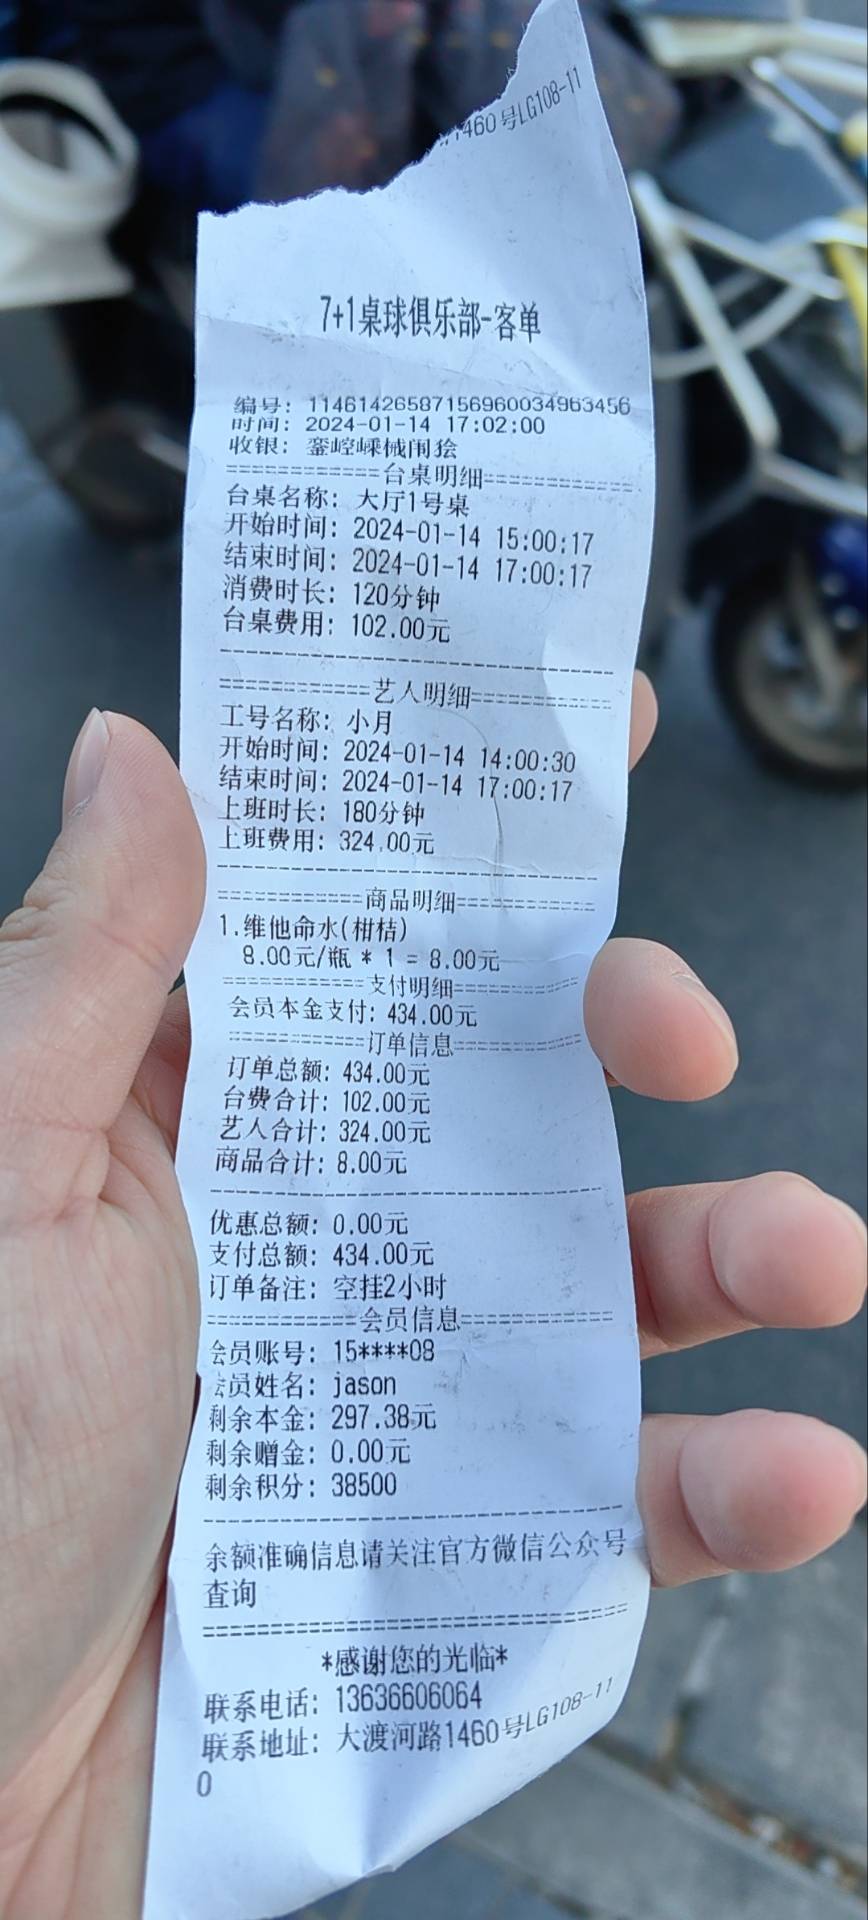 1460号LG108-11
7+1桌球俱乐部-客单
编号: 1146142658715696003​4963456
时间: 2024-01-14 17:02:00
收银: 銮崆嵊械闱狯
============台桌明细============
台桌名称: 大厅1号桌
开始时间: 2024-01-14 15:00:17
结束时间: 2024-01-14 17:00:17
消费时长: 120分钟
台桌费用: 102.00元
--------------------------------
============艺人明细============
工号名称: 小月
开始时间: 2024-01-14 14:00:30
结束时间: 2024-01-14 17:00:17
上班时长: 180分钟
上班费用: 324.00元
--------------------------------
============商品明细============
1.维他命水(柑桔)
8.00元/瓶 * 1 = 8.00元
============支付明细============
会员本金支付: 434.00元
============订单信息============
订单总额: 434.00元
台费合计: 102.00元
艺人合计: 324.00元
商品合计: 8.00元
--------------------------------
优惠总额: 0.00元
支付总额: 434.00元
订单备注: 空挂2小时
============会员信息============
会员账号: 15****08
会员姓名: jason
剩余本金: 297.38元
剩余赠金: 0.00元
剩余积分: 38500
--------------------------------
余额准确信息请关注官方微信公众号
查询
================================
*感谢您的光临*
联系电话: 13636606064
联系地址: 大渡河路1460号LG108-11
0